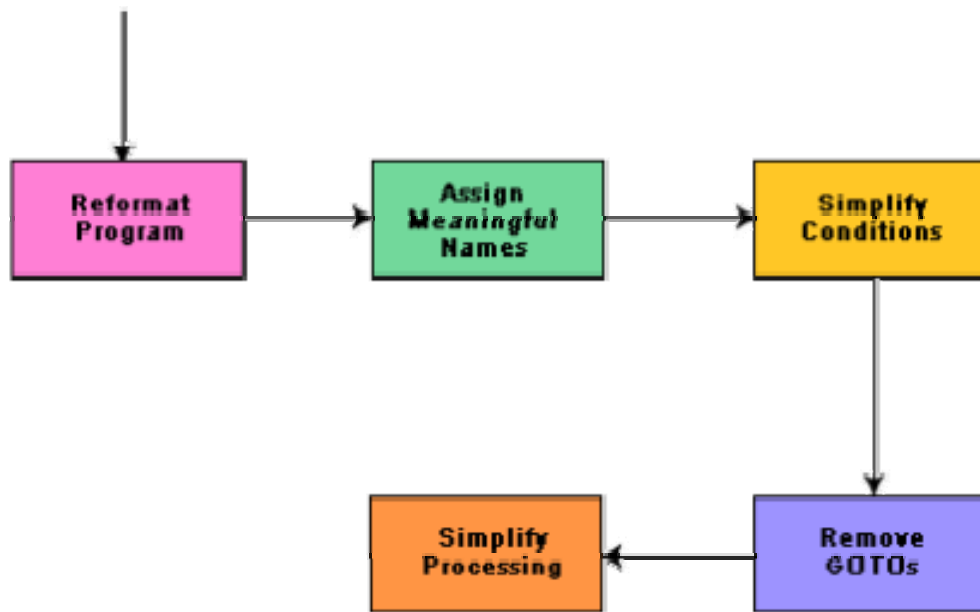 Reformat
Program
Assign
Meaningful
Names
Simplify
Conditions
Remove
GOTOs
Simplify
Processing